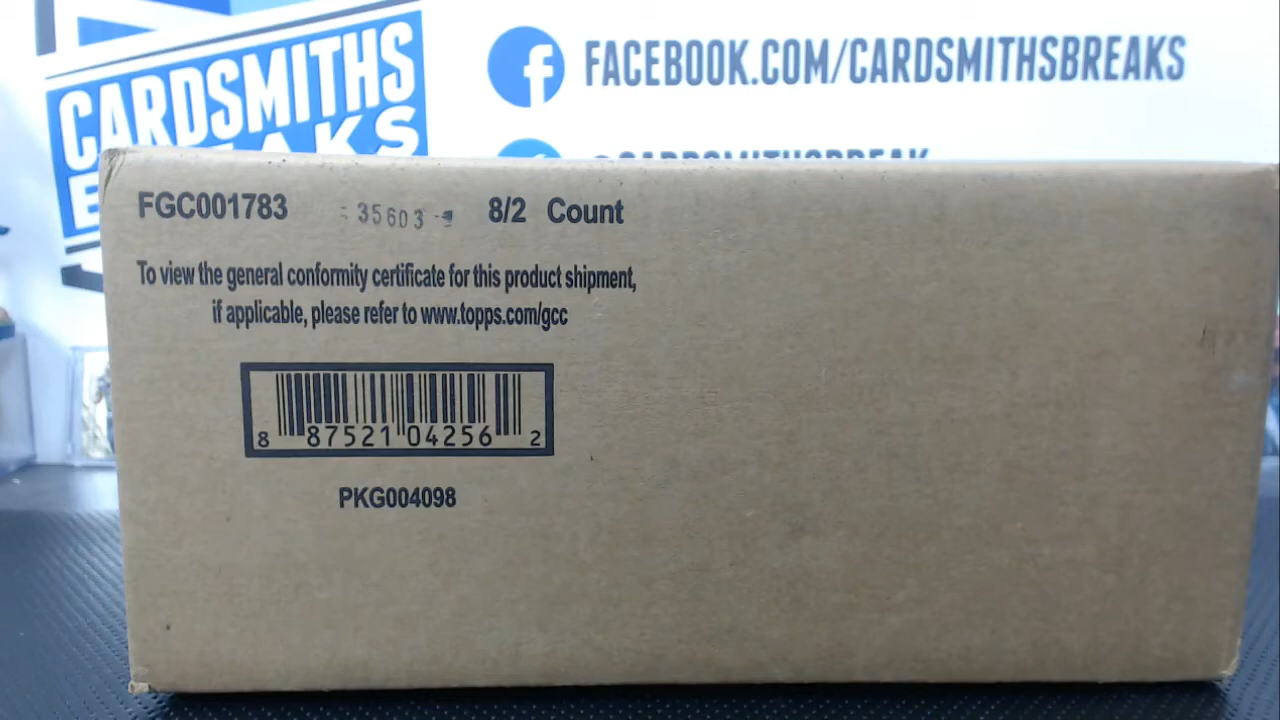 CARDSMITHS
FACEBOOK.COM/CARDSMITHSBREAKS
FGC001783 35603 8/2 Count
To view the general conformity certificate for this product shipment,
if applicable, please refer to www.topps.com/gcc
8 87521 04256 2
PKG004098